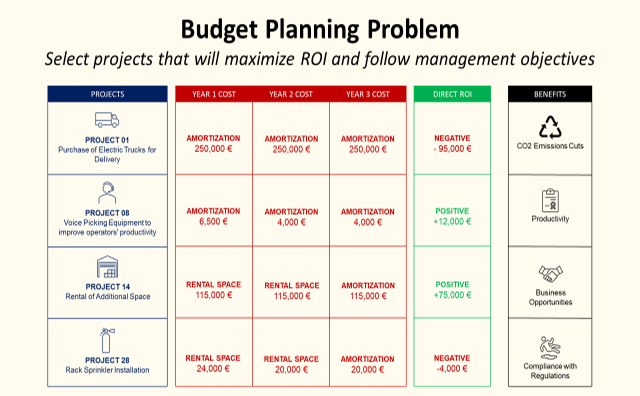 Budget Planning Problem
Select projects that will maximize ROI and follow management objectives
PROJECTS
YEAR 1 COST
YEAR 2 COST
YEAR 3 COST
DIRECT ROI
BENEFITS
PROJECT 01
Purchase of Electric Trucks for
Delivery
AMORTIZATION
250,000 €
AMORTIZATION
250,000 €
AMORTIZATION
250,000 €
NEGATIVE
- 95,000 €
CO2 Emissions Cuts
PROJECT 08
Voice Picking Equipment to
improve operators' productivity
AMORTIZATION
6,500 €
AMORTIZATION
4,000 €
AMORTIZATION
4,000 €
POSITIVE
+12,000 €
Productivity
PROJECT 14
Rental of Additional Space
RENTAL SPACE
115,000 €
RENTAL SPACE
115,000 €
AMORTIZATION
115,000 €
POSITIVE
+75,000 €
Business
Opportunities
PROJECT 28
Rack Sprinkler Installation
RENTAL SPACE
24,000 €
RENTAL SPACE
20,000 €
AMORTIZATION
20,000 €
NEGATIVE
-4,000 €
Compliance with
Regulations